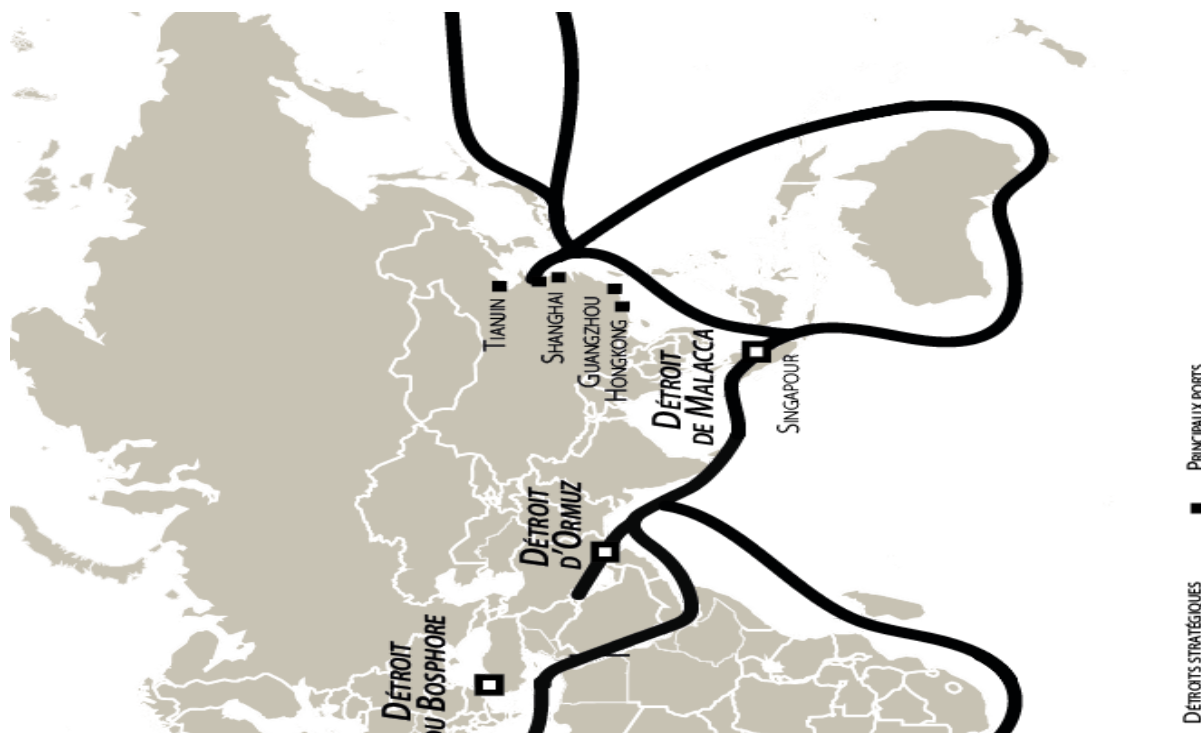 TIANJIN
SHANGHAI
GUANGZHOU
HONGKONG
DÉTROIT
DE MALACCA
SINGAPOUR
DÉTROIT
D'ORMUZ
DÉTROIT
DU BOSPHORE
DÉTROITS STRATÉGIQUES
PRINCIPAUX PORTS